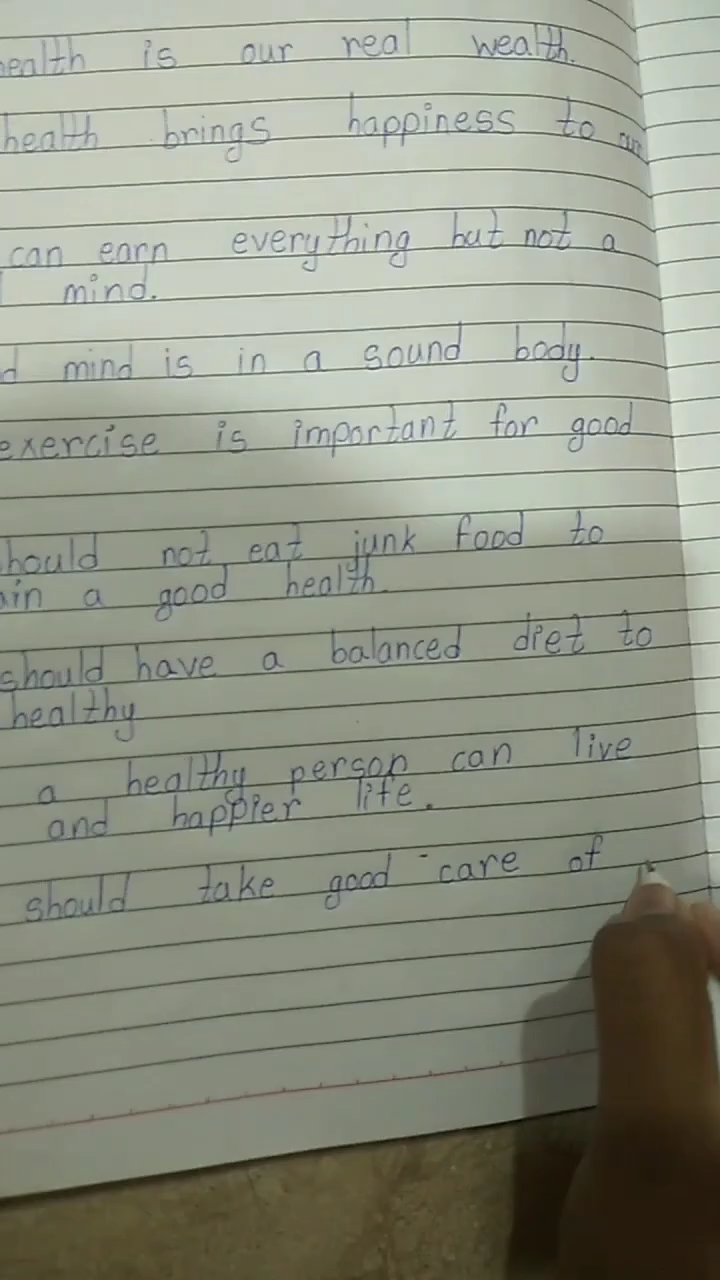 ealth is our real wealth.
health brings happiness to our
can earn everything but not a
mind.
d mind is in a sound body.
exercise is important for good
hould not eat junk food to
ain a good health.
should have a balanced diet to
healthy
a healthy person can live
and happier life.
should take good care of